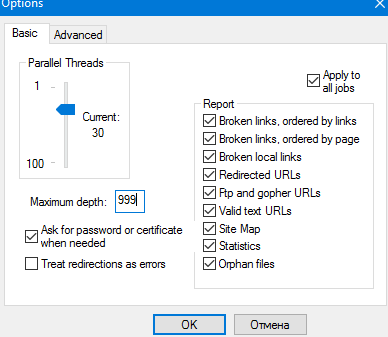 Options
Basic
Advanced
Parallel Threads
1
Current:
30
100
Maximum depth: 999
Ask for password or certificate
when needed
Treat redirections as errors
Apply to
all jobs
Report
Broken links, ordered by links
Broken links, ordered by page
Broken local links
Redirected URLs
Ftp and gopher URLs
Valid text URLs
Site Map
Statistics
Orphan files
OK
Отмена